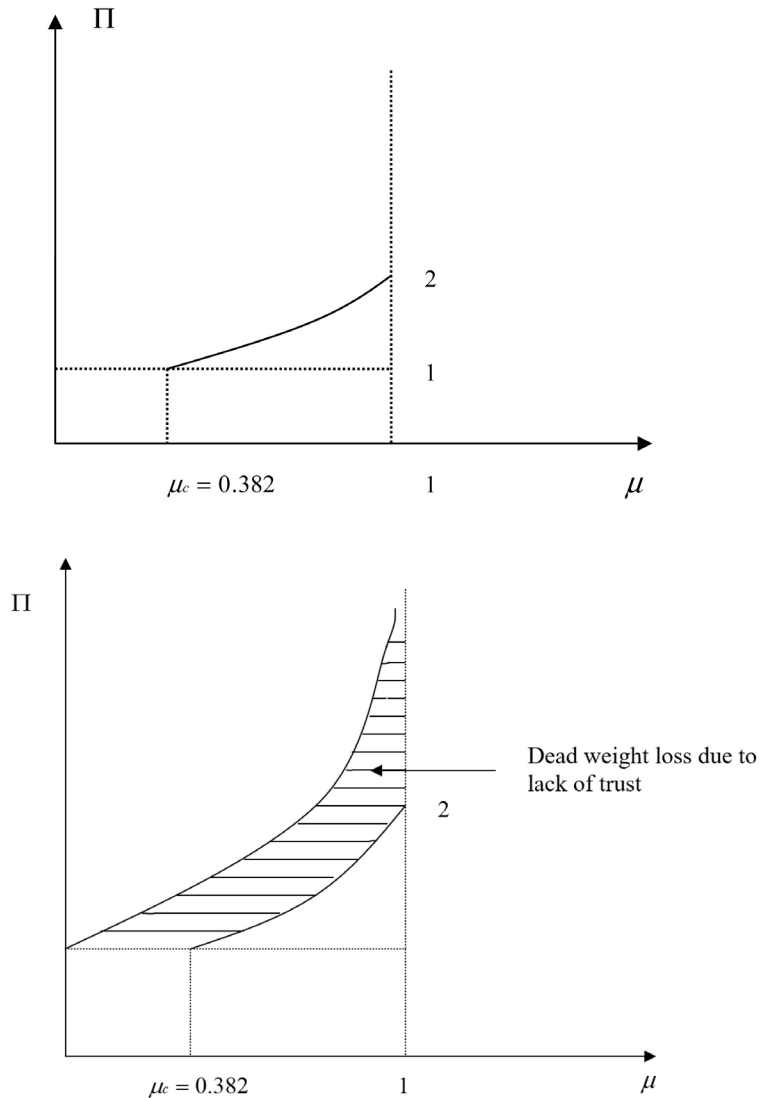 Π
2
1
μc = 0.382
1
μ
Π
Dead weight loss due to
lack of trust
2
μc = 0.382
1
μ